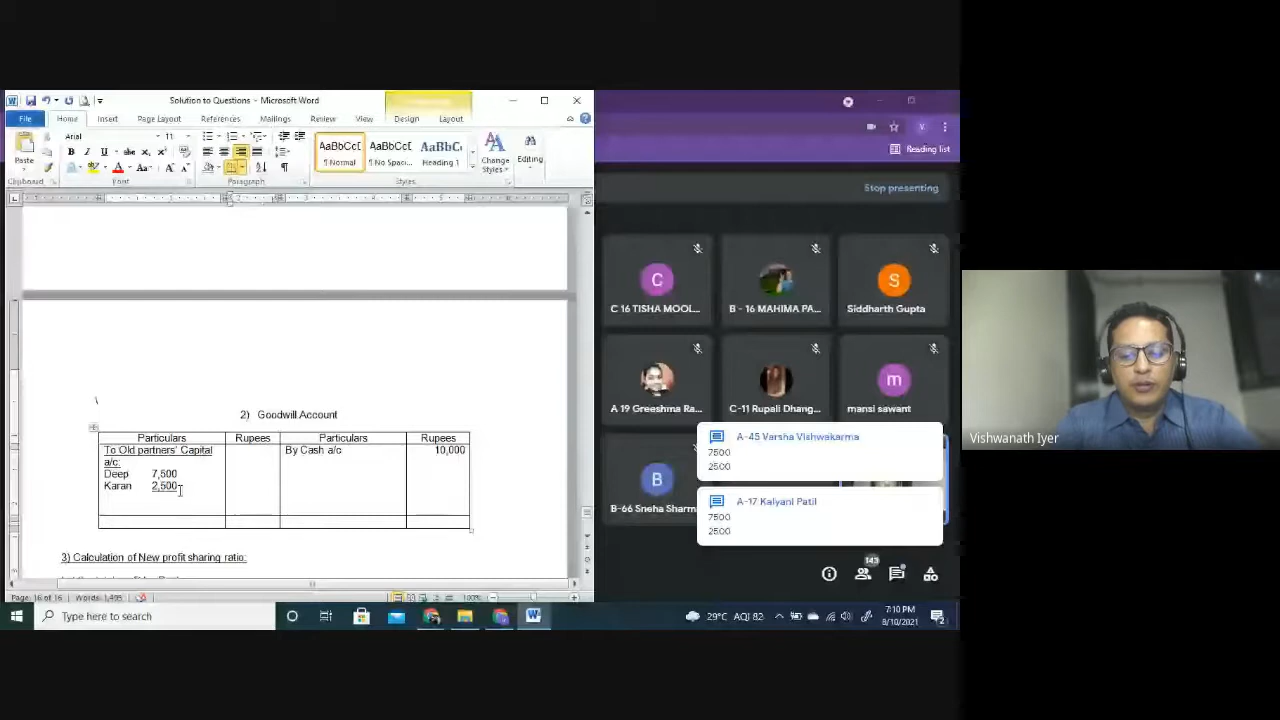 Solution to Questions - Microsoft Word
File Home Insert Page Layout References Mailings Review View Design Layout
Arial 11
Paste
Clipboard Font Paragraph Styles
AaBbCcI AaBbCcI AaBbCc
¶ Normal ¶ No Spaci... Heading 1
Change Styles
Editing
\
2) Goodwill Account
Particulars Rupees Particulars Rupees
To Old partners' Capital By Cash a/c 10,000
a/c:
Deep 7,500
Karan 2,500
3) Calculation of New profit sharing ratio:
Page: 16 of 16 Words: 1,495 100%
Reading list
Stop presenting
C
C 16 TISHA MOOL...
B - 16 MAHIMA PA...
S
Siddharth Gupta
A 19 Greeshma Ra...
C-11 Rupali Dhang...
m
mansi sawant
B
B-66 Sneha Sharm
A-45 Varsha Vishwakarma
7500
2500
A-17 Kalyani Patil
7500
2500
143
Vishwanath Iyer
Type here to search
29°C AQI 82
7:10 PM
8/10/2021